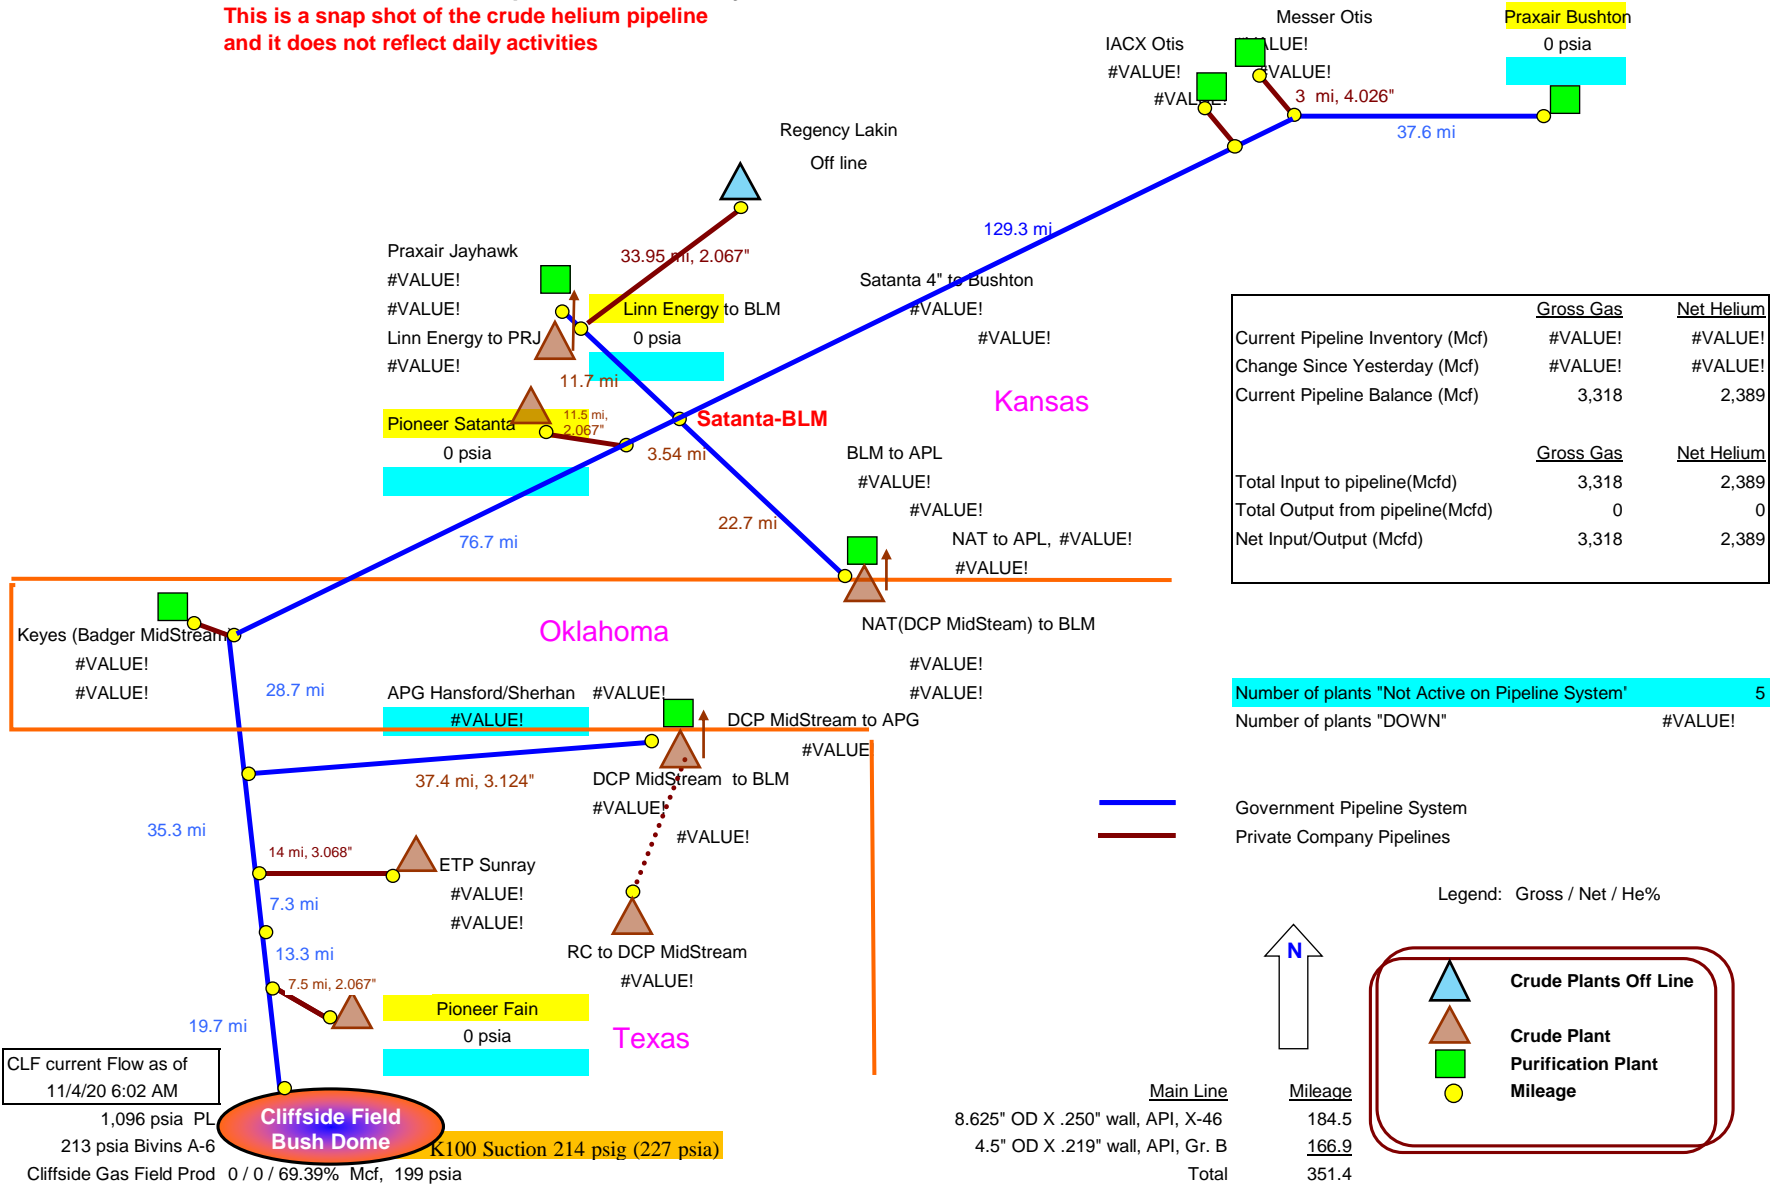 This is a snap shot of the crude helium pipeline
and it does not reflect daily activities
Messer Otis
#VALUE!
#VALUE!
Praxair Bushton
0 psia
IACX Otis
#VALUE!
3 mi, 4.026"
37.6 mi
Regency Lakin
Off line
129.3 mi
33.95 mi, 2.067"
Praxair Jayhawk
#VALUE!
#VALUE!
Linn Energy to PRJ
#VALUE!
Linn Energy to BLM
0 psia
11.7 mi
Satanta 4" to Bushton
#VALUE!
#VALUE!
Kansas
Gross Gas Net Helium
Current Pipeline Inventory (Mcf) #VALUE! #VALUE!
Change Since Yesterday (Mcf) #VALUE! #VALUE!
Current Pipeline Balance (Mcf) 3,318 2,389
Gross Gas Net Helium
Total Input to pipeline(Mcfd) 3,318 2,389
Total Output from pipeline(Mcfd) 0 0
Net Input/Output (Mcfd) 3,318 2,389
Pioneer Satanta
0 psia
11.5 mi,
2.067"
Satanta-BLM
3.54 mi
BLM to APL
#VALUE!
#VALUE!
22.7 mi
76.7 mi
NAT to APL, #VALUE!
#VALUE!
Oklahoma
NAT(DCP MidSteam) to BLM
#VALUE!
#VALUE!
Keyes (Badger MidStream)
#VALUE!
#VALUE!
28.7 mi
APG Hansford/Sherhan #VALUE!
#VALUE!
DCP MidStream to APG
#VALUE
Number of plants "Not Active on Pipeline System' 5
Number of plants "DOWN" #VALUE!
37.4 mi, 3.124"
DCP MidStream to BLM
#VALUE!
#VALUE!
Government Pipeline System
Private Company Pipelines
35.3 mi
14 mi, 3.068"
ETP Sunray
#VALUE!
#VALUE!
7.3 mi
13.3 mi
RC to DCP MidStream
#VALUE!
7.5 mi, 2.067"
Pioneer Fain
0 psia
Texas
19.7 mi
Legend: Gross / Net / He%
N
Crude Plants Off Line
Crude Plant
Purification Plant
Mileage
CLF current Flow as of
11/4/20 6:02 AM
1,096 psia PL
213 psia Bivins A-6
Cliffside Gas Field Prod 0 / 0 / 69.39% Mcf, 199 psia
Cliffside Field
Bush Dome
K100 Suction 214 psig (227 psia)
Main Line Mileage
8.625" OD X .250" wall, API, X-46 184.5
4.5" OD X .219" wall, API, Gr. B 166.9
Total 351.4